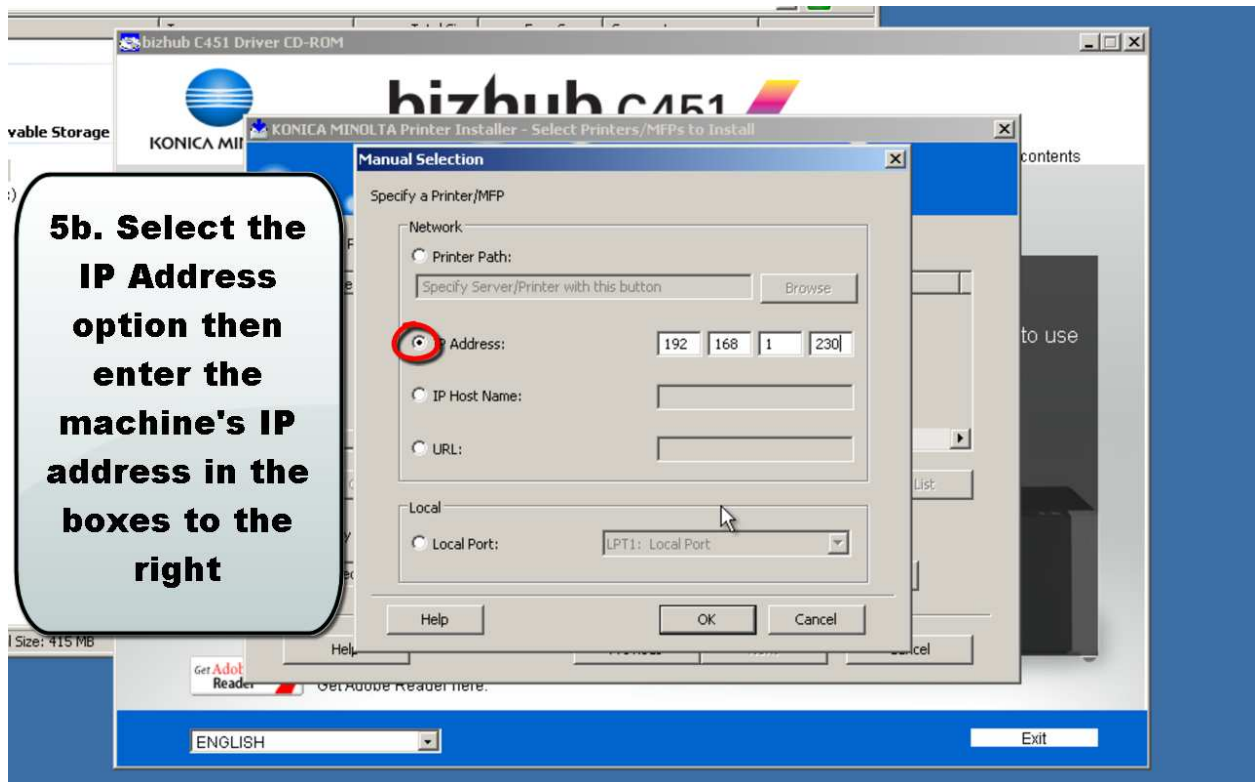 bizhub C451 Driver CD-ROM
bizhub C451
vable Storage
KONICA MI
KONICA MINOLTA Printer Installer - Select Printers/MFPs to Install
contents
Manual Selection
Specify a Printer/MFP
Network
Printer Path:
Specify Server/Printer with this button
Browse
IP Address:
192 168 1 230
to use
IP Host Name:
URL:
List
Local
Local Port:
LPT1: Local Port
Help
OK
Cancel
5b. Select the
IP Address
option then
enter the
machine's IP
address in the
boxes to the
right
l Size: 415 MB
Hel
cel
Get Adob
Reader
Get Adobe Reader here.
ENGLISH
Exit